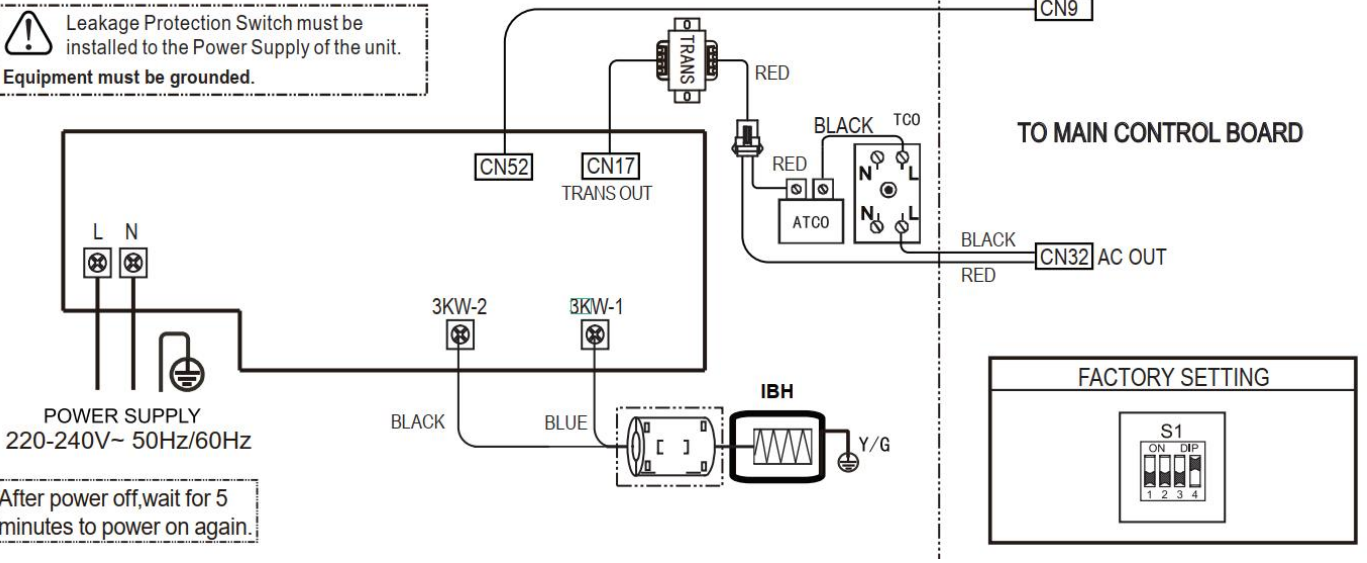 Leakage Protection Switch must be
installed to the Power Supply of the unit.
Equipment must be grounded.
CN9
TRANS
RED
BLACK
TCO
TO MAIN CONTROL BOARD
CN52
CN17
TRANS OUT
RED
ATCO
N
L
N
L
L
N
BLACK
RED
CN32
AC OUT
3KW-2
3KW-1
POWER SUPPLY
220-240V~ 50Hz/60Hz
BLACK
BLUE
IBH
Y/G
After power off,wait for 5
minutes to power on again.
FACTORY SETTING
S1
ON DIP
1 2 3 4